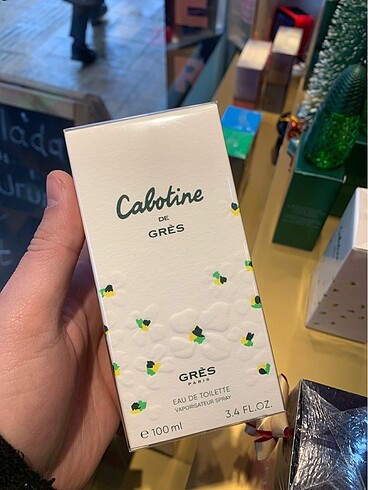 Cabotine
DE
GRÈS
GRÈS
PARIS
EAU DE TOILETTE
VAPORISATEUR SPRAY
℮ 100 ml
3.4 FL.OZ.